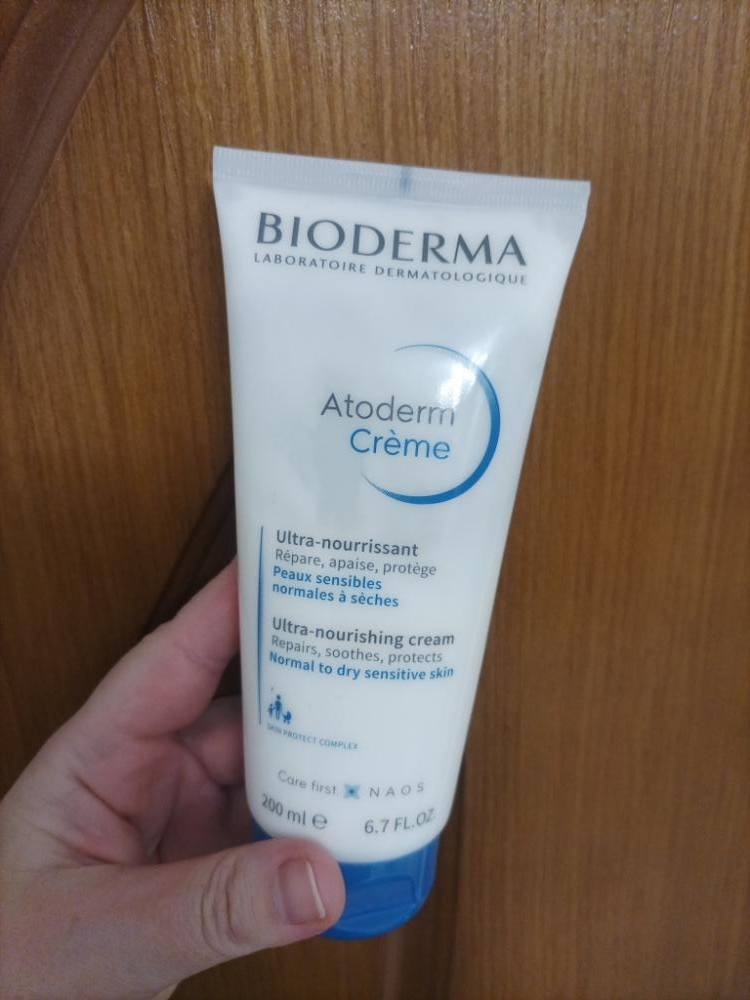 BIODERMA
LABORATOIRE DERMATOLOGIQUE
Atoderm
Crème
Ultra-nourrissant
Répare, apaise, protège
Peaux sensibles
normales à sèches
Ultra-nourishing cream
Repairs, soothes, protects
Normal to dry sensitive skin
SKIN PROTECT COMPLEX
Care first NAOS
200 ml ℮ 6.7 FL.OZ.